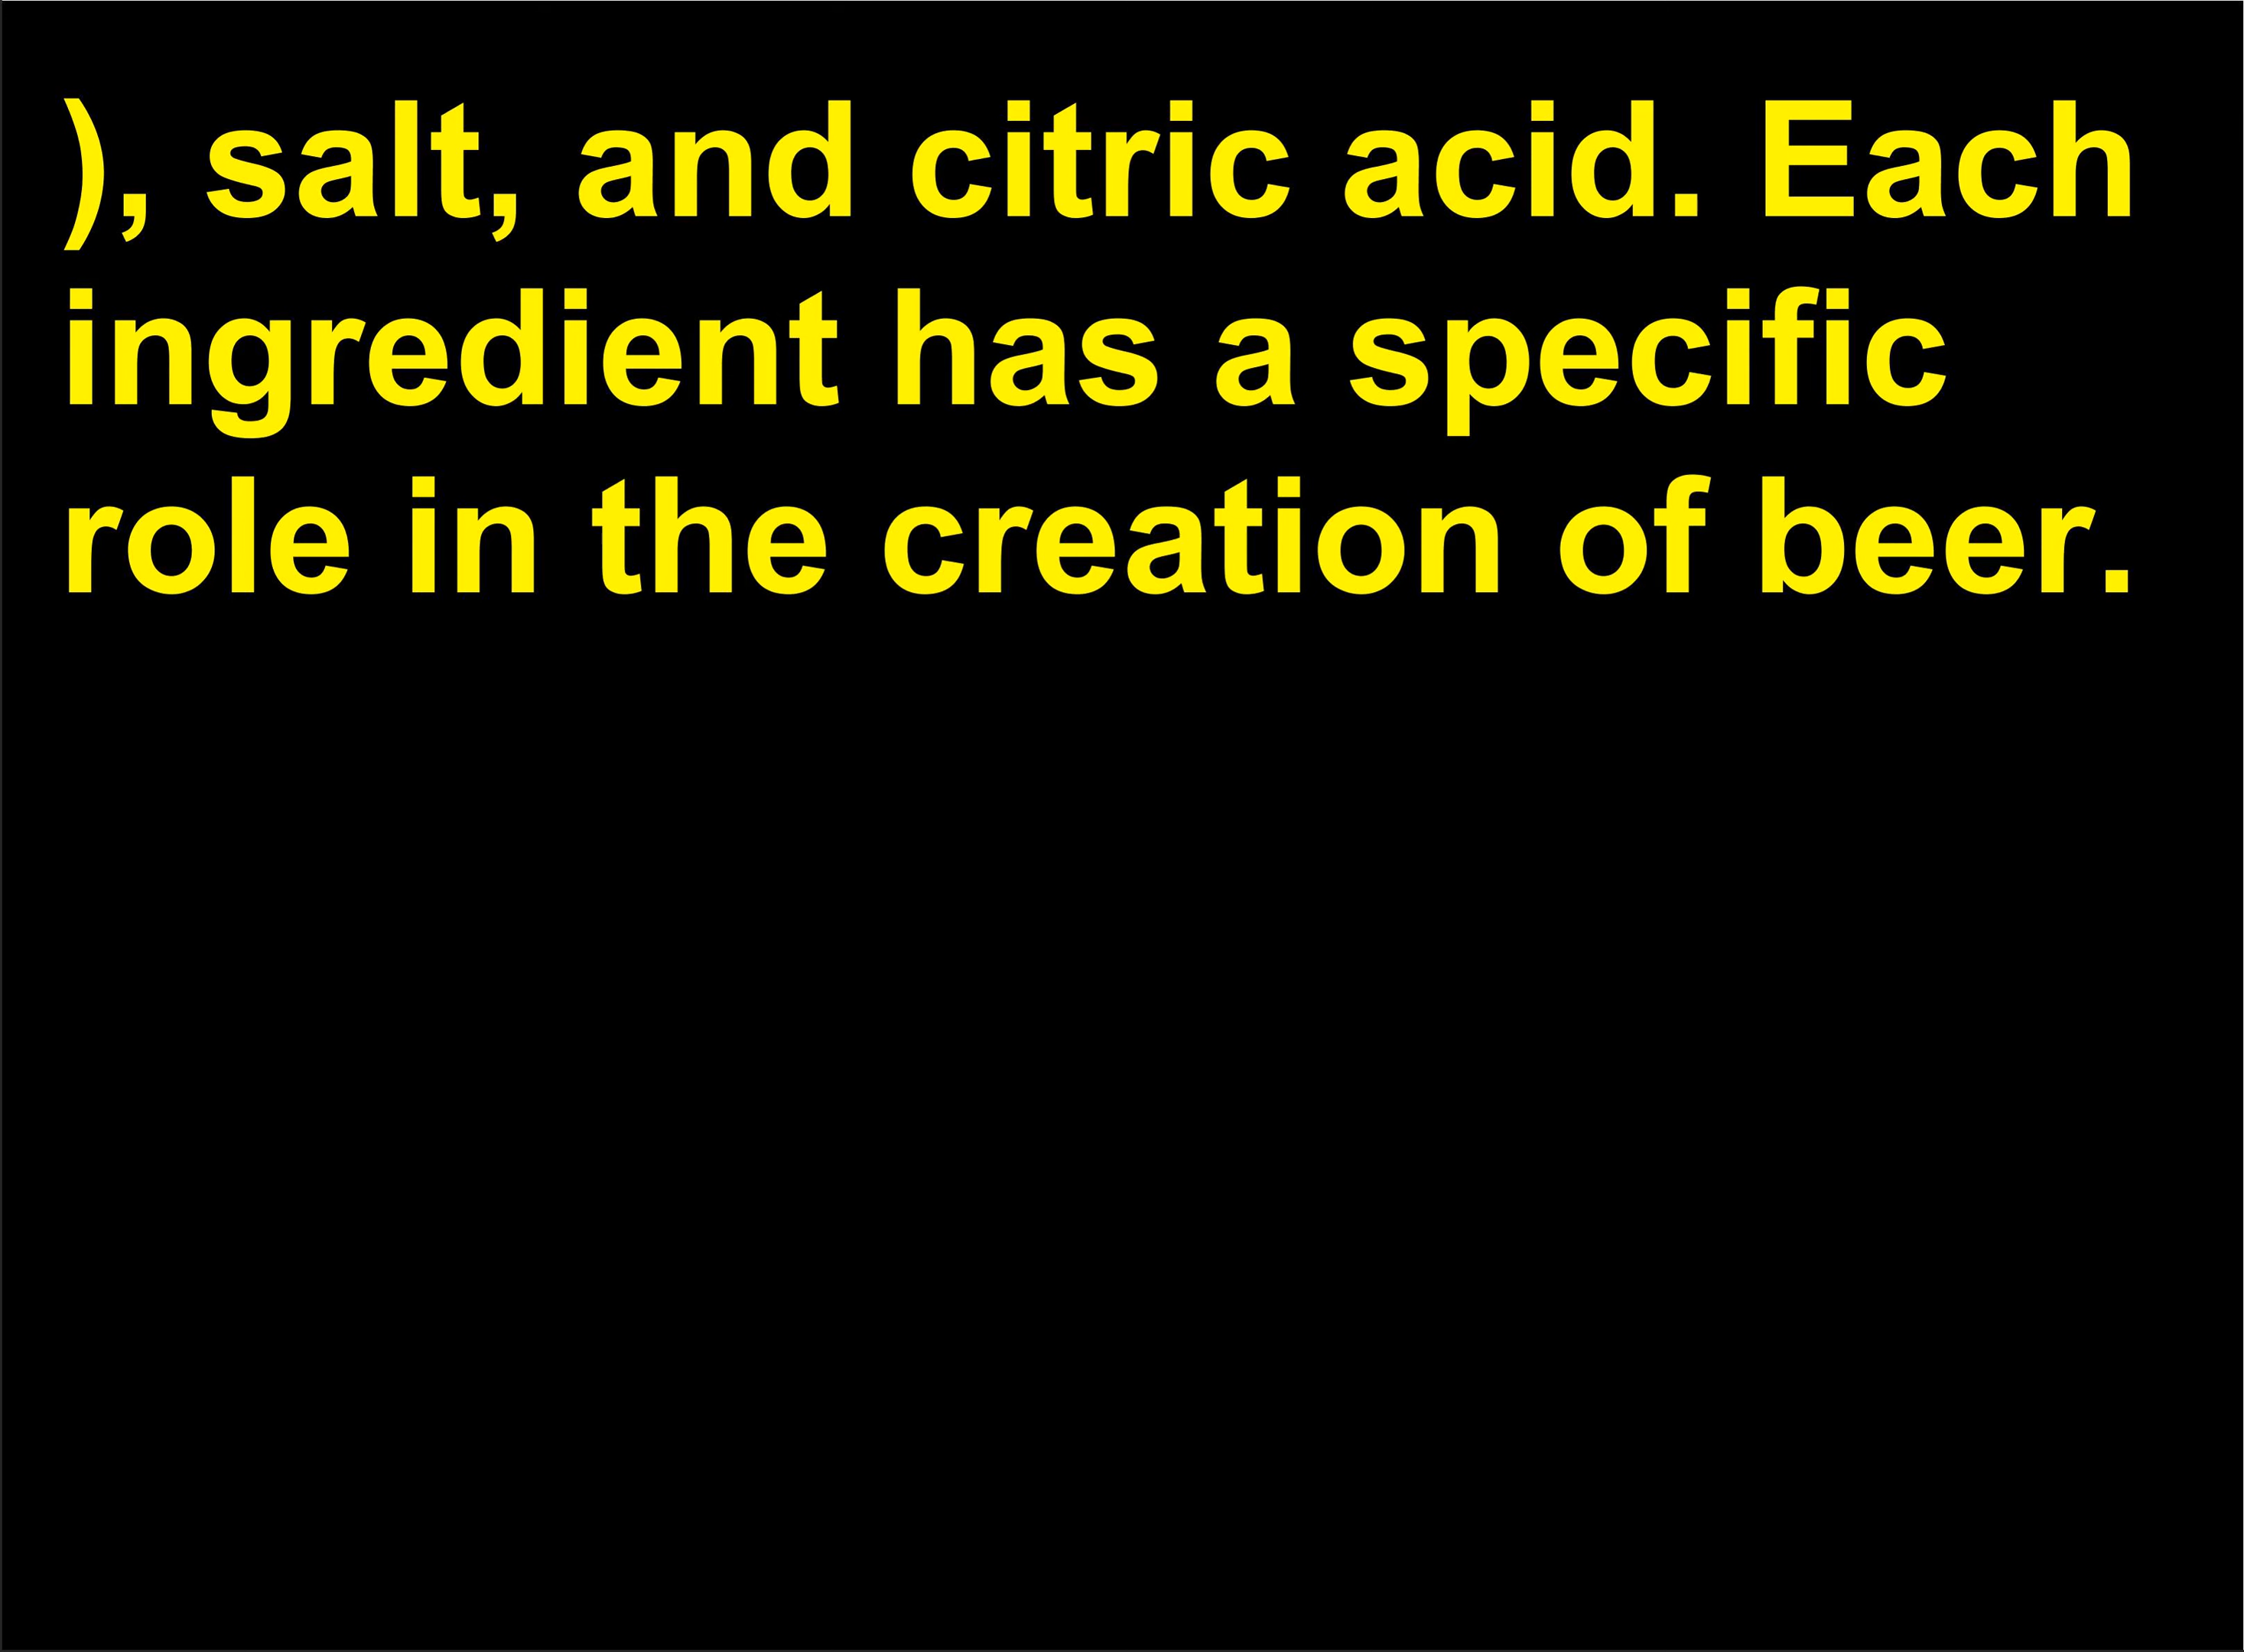 ), salt, and citric acid. Each
ingredient has a specific
role in the creation of beer.